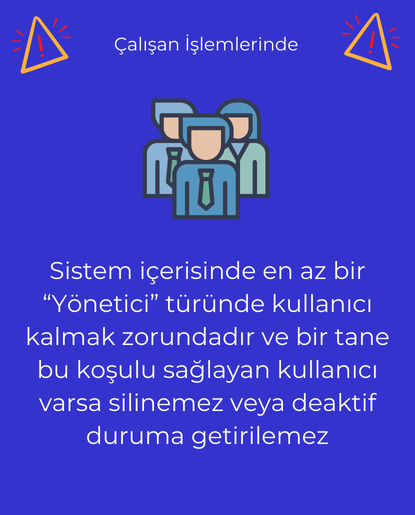 Çalışan İşlemlerinde
Sistem içerisinde en az bir
“Yönetici” türünde kullanıcı
kalmak zorundadır ve bir tane
bu koşulu sağlayan kullanıcı
varsa silinemez veya deaktif
duruma getirilemez